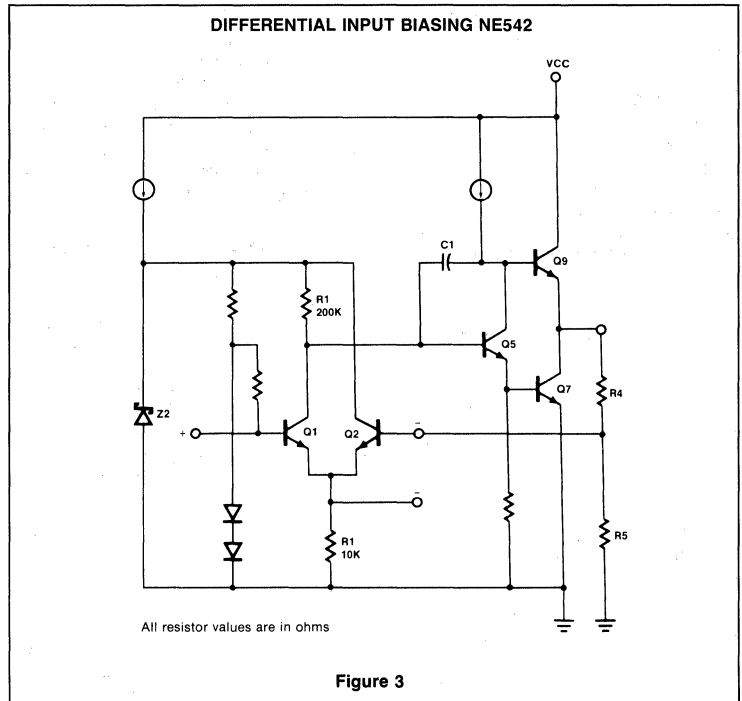 DIFFERENTIAL INPUT BIASING NE542
VCC
C1
Q9
R1
200K
Q5
Q7
R4
Z2
+
Q1
Q2
−
−
R1
10K
R5
All resistor values are in ohms
Figure 3